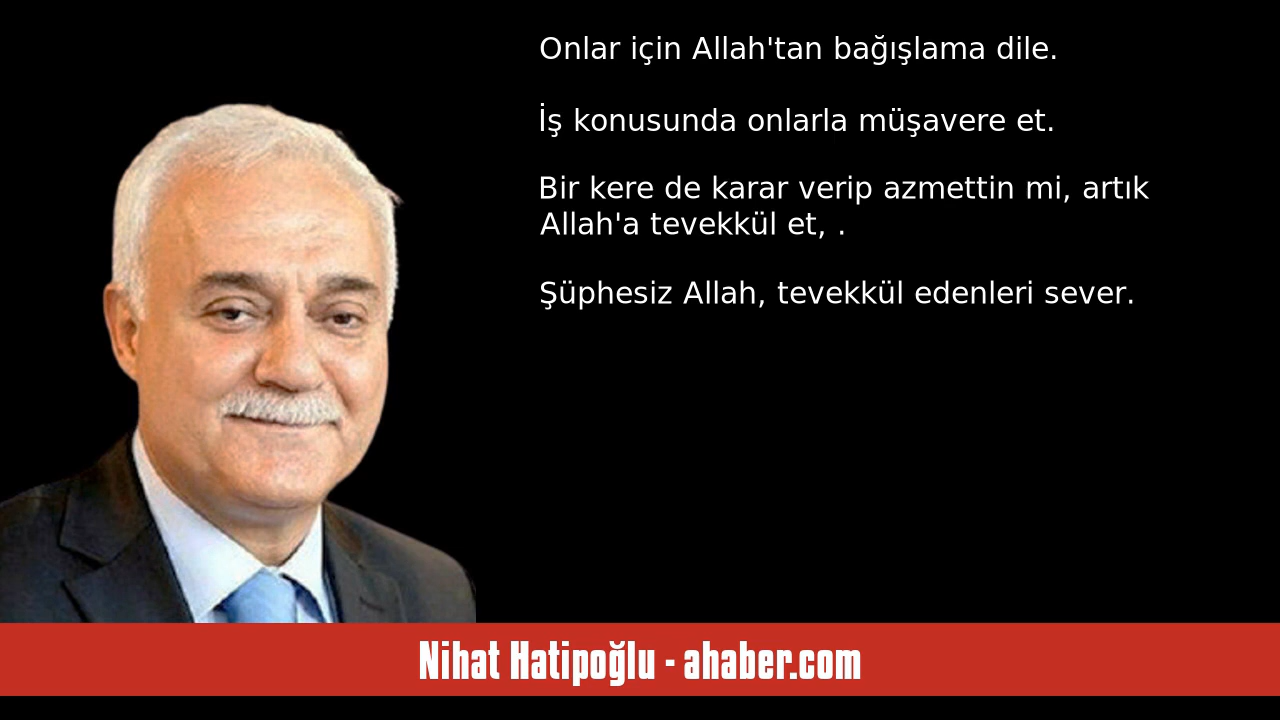 Onlar için Allah'tan bağışlama dile.
İş konusunda onlarla müşavere et.
Bir kere de karar verip azmettin mi, artık
Allah'a tevekkül et, .
Şüphesiz Allah, tevekkül edenleri sever.
Nihat Hatipoğlu - ahaber.com